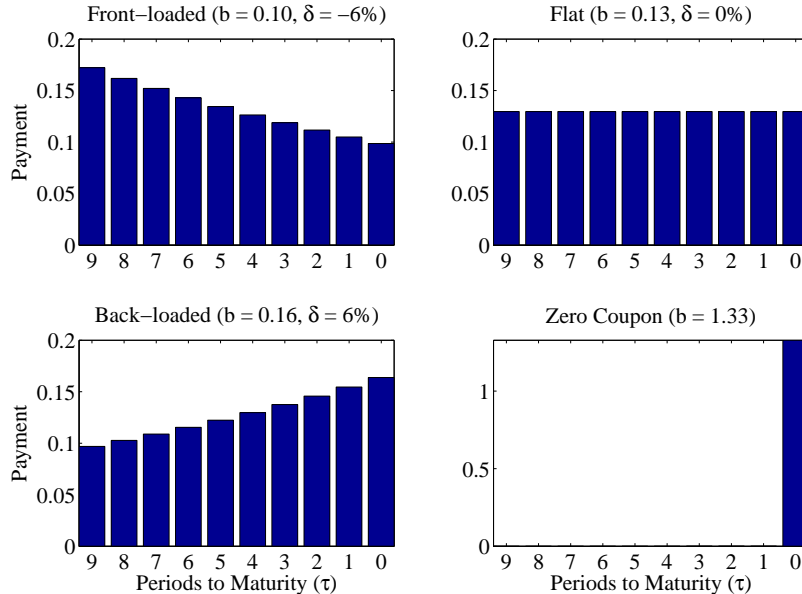 Front−loaded (b = 0.10, δ = −6%)
Payment
0.2
0.15
0.1
0.05
0
9 8 7 6 5 4 3 2 1 0
Flat (b = 0.13, δ = 0%)
0.2
0.15
0.1
0.05
0
9 8 7 6 5 4 3 2 1 0
Back−loaded (b = 0.16, δ = 6%)
Payment
0.2
0.15
0.1
0.05
0
9 8 7 6 5 4 3 2 1 0
Periods to Maturity (τ)
Zero Coupon (b = 1.33)
1
0.5
0
9 8 7 6 5 4 3 2 1 0
Periods to Maturity (τ)